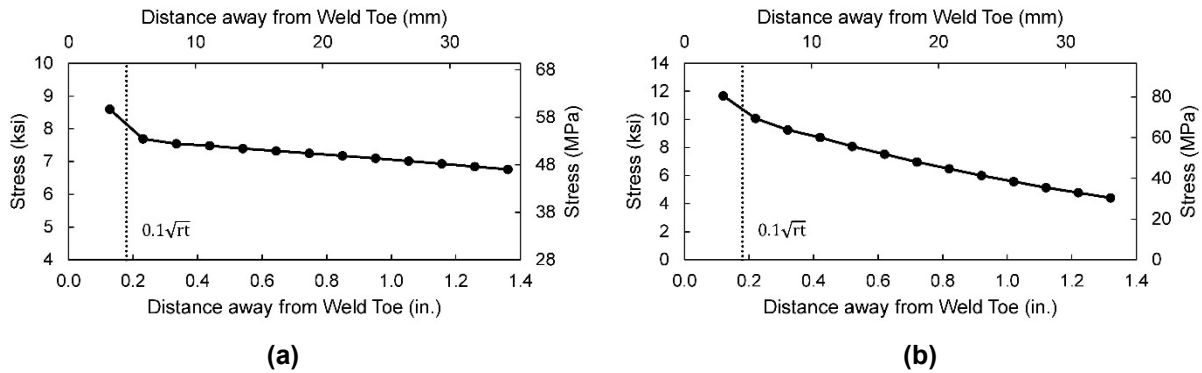 Distance away from Weld Toe (mm)
0 10 20 30
10
9
8
7
6
5
4
Stress (ksi)
68
58
48
38
28
Stress (MPa)
0.1√rt
0.0 0.2 0.4 0.6 0.8 1.0 1.2 1.4
Distance away from Weld Toe (in.)
(a)
Distance away from Weld Toe (mm)
0 10 20 30
14
12
10
8
6
4
2
0
Stress (ksi)
80
60
40
20
0
Stress (MPa)
0.1√rt
0.0 0.2 0.4 0.6 0.8 1.0 1.2 1.4
Distance away from Weld Toe (in.)
(b)